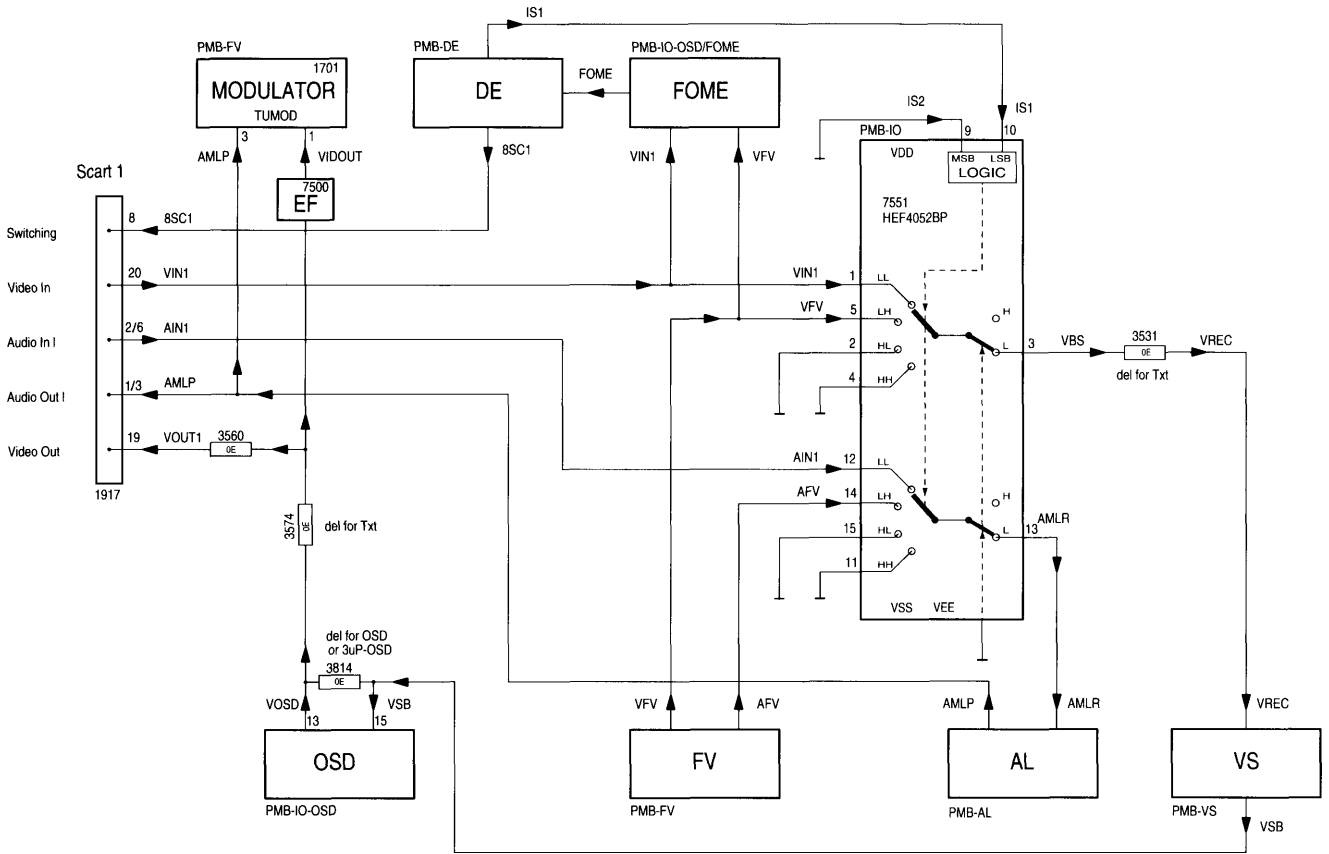 IS1
PMB-FV
PMB-DE
PMB-IO-OSD/FOME
1701
MODULATOR
TUMOD
DE
FOME
FOME
IS2
IS1
3
1
PMB-IO
9
10
AMLP
VIDOUT
8SC1
VIN1
VFV
VDD
MSB
LSB
LOGIC
Scart 1
7500
EF
7551
HEF4052BP
Switching
8
8SC1
Video In
20
VIN1
VIN1
1
LL
VFV
5
LH
H
Audio In I
2/6
AIN1
2
HL
L
3
VBS
3531
0E
VREC
del for Txt
4
HH
Audio Out I
1/3
AMLP
Video Out
19
VOUT1
3560
0E
AIN1
12
LL
1917
AFV
14
LH
H
3574
0E
del for Txt
15
HL
L
13
AMLR
11
HH
VSS
VEE
del for OSD
or 3uP-OSD
3814
0E
VOSD
13
VSB
15
VFV
AFV
AMLP
AMLR
VREC
OSD
FV
AL
VS
PMB-IO-OSD
PMB-FV
PMB-AL
PMB-VS
VSB